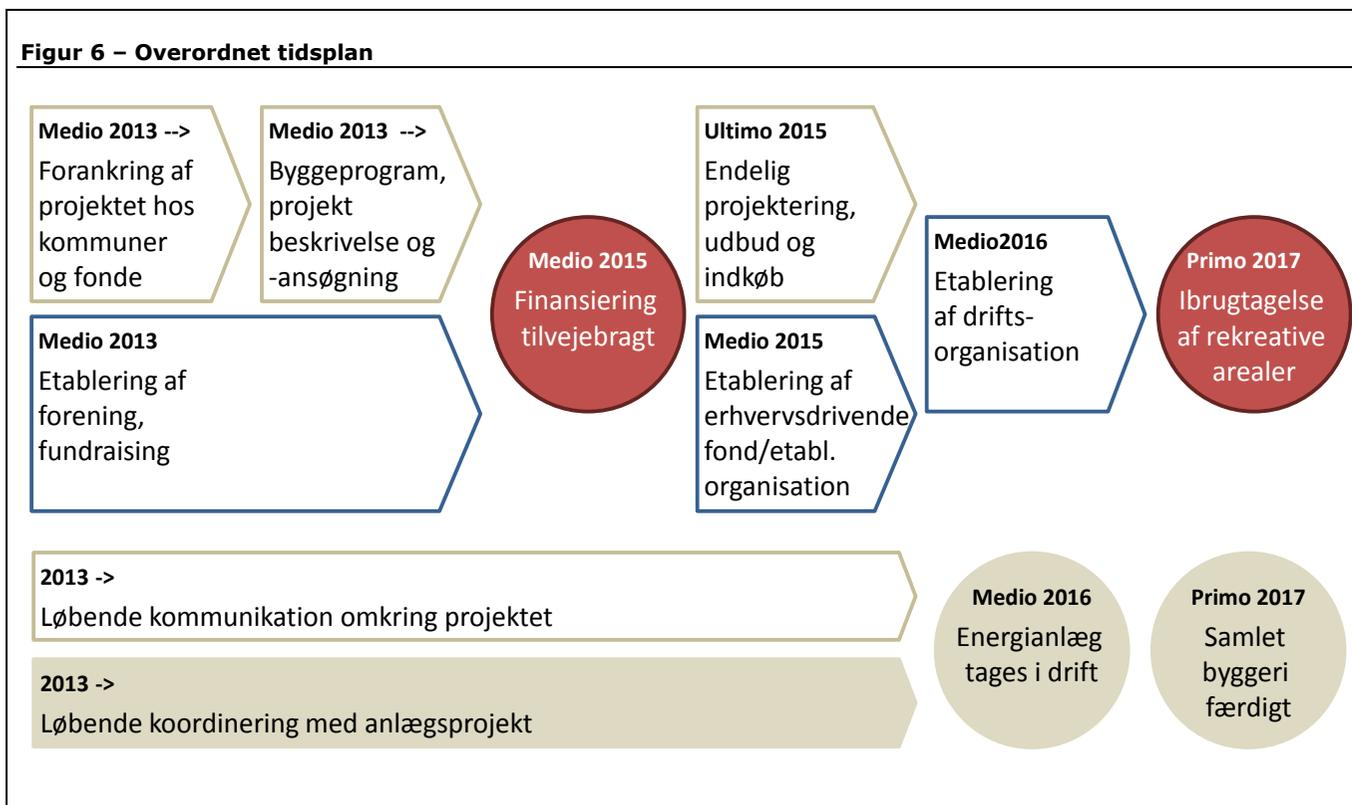 Figur 6 – Overordnet tidsplan
Medio 2013 -->
Forankring af
projektet hos
kommuner
og fonde
Medio 2013 -->
Byggeprogram,
projekt
beskrivelse og
-ansøgning
Medio 2013
Etablering af
forening,
fundraising
Medio 2015
Finansiering
tilvejebragt
Ultimo 2015
Endelig
projektering,
udbud og
indkøb
Medio 2015
Etablering af
erhvervsdrivende
fond/etabl.
organisation
Medio2016
Etablering
af drifts-
organisation
Primo 2017
Ibrugtagelse
af rekreative
arealer
2013 ->
Løbende kommunikation omkring projektet
2013 ->
Løbende koordinering med anlægsprojekt
Medio 2016
Energianlæg
tages i drift
Primo 2017
Samlet
byggeri
færdigt